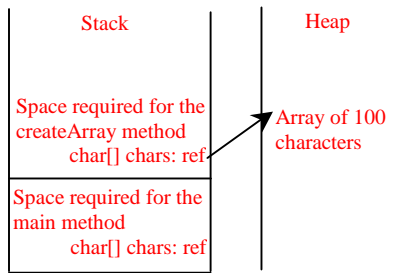 Stack
Heap
Space required for the
createArray method
char[] chars: ref
Array of 100
characters
Space required for the
main method
char[] chars: ref